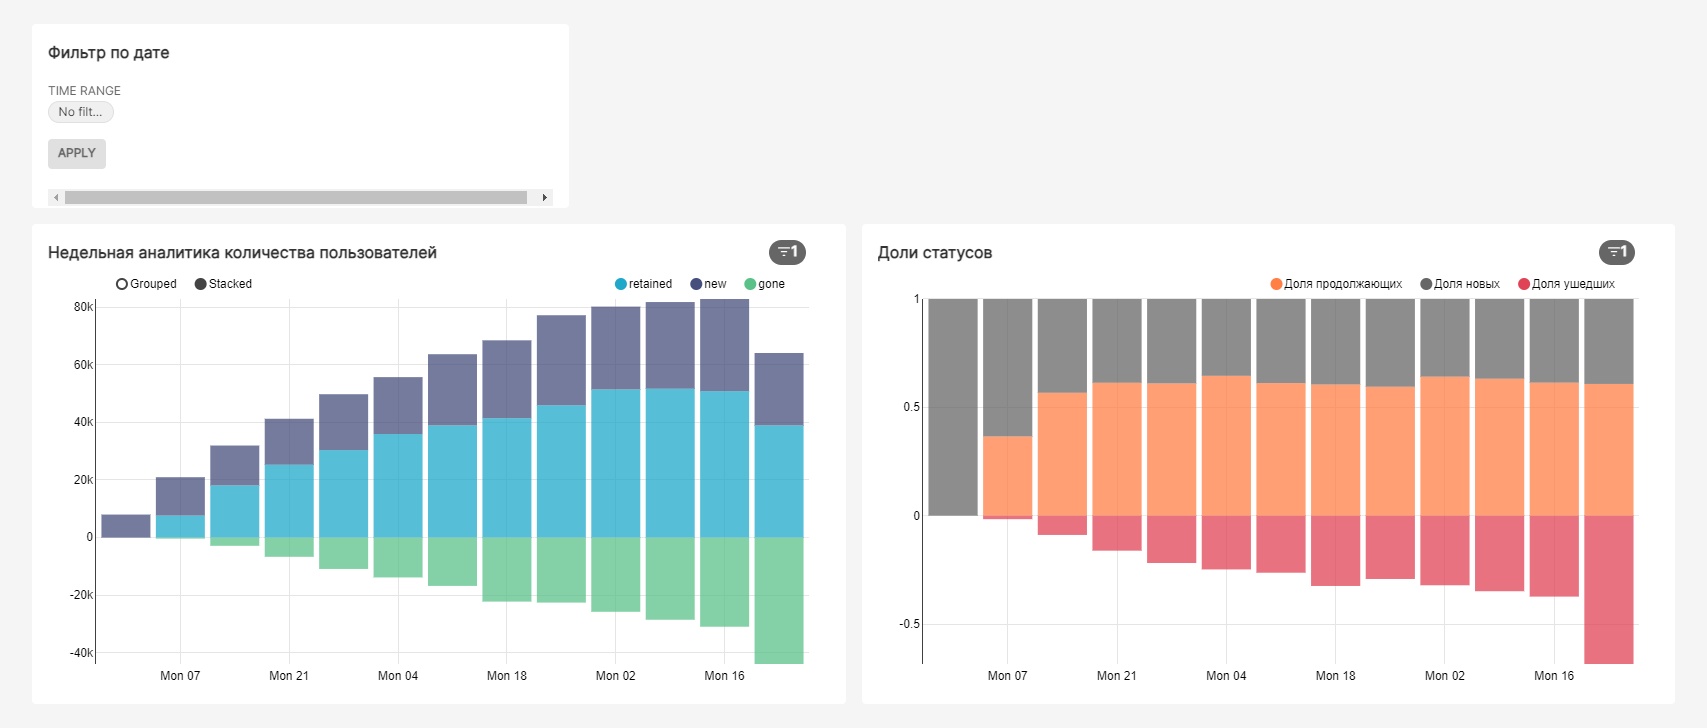 Фильтр по дате
TIME RANGE
No filt...
APPLY
Недельная аналитика количества пользователей
1
Grouped Stacked retained new gone
80k
60k
40k
20k
0
-20k
-40k
Mon 07 Mon 21 Mon 04 Mon 18 Mon 02 Mon 16
Доли статусов
1
Доля продолжающих Доля новых Доля ушедших
1
0.5
0
-0.5
Mon 07 Mon 21 Mon 04 Mon 18 Mon 02 Mon 16